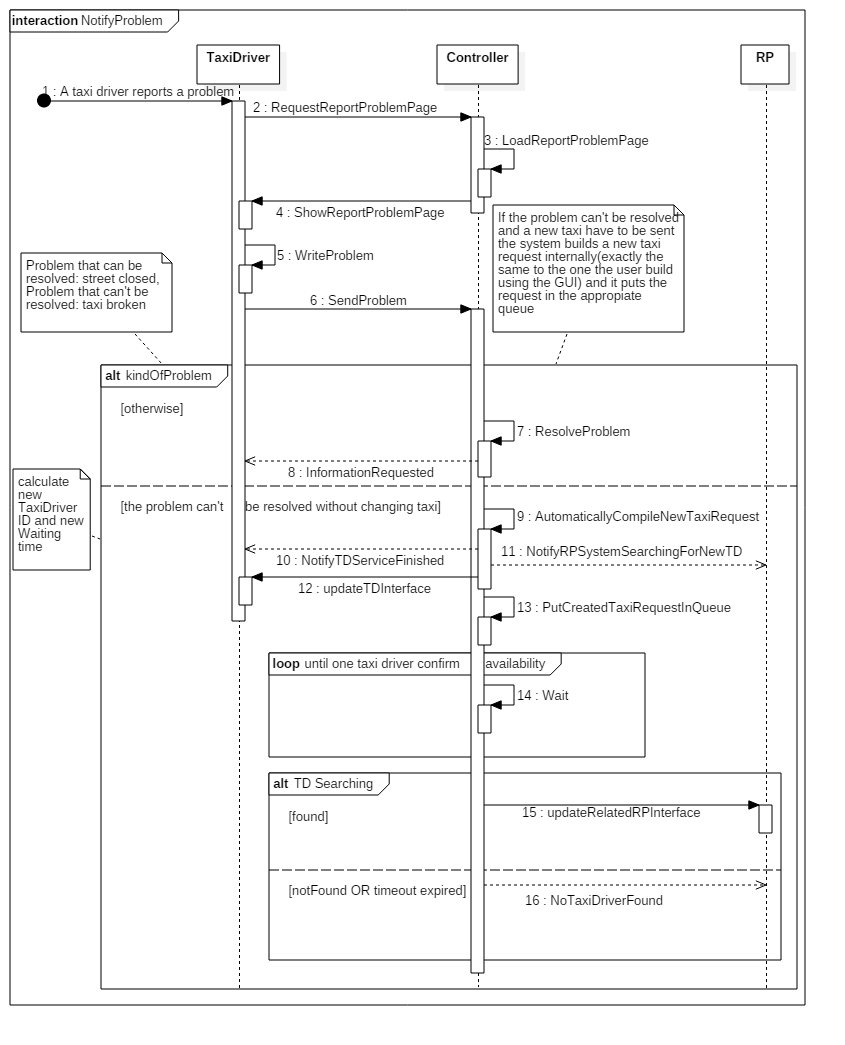 interaction NotifyProblem
TaxiDriver
Controller
RP
1 : A taxi driver reports a problem
2 : RequestReportProblemPage
3 : LoadReportProblemPage
4 : ShowReportProblemPage
If the problem can't be resolved
and a new taxi have to be sent
the system builds a new taxi
request internally(exactly the
same to the one the user build
using the GUI) and it puts the
request in the appropiate
queue
5 : WriteProblem
Problem that can be
resolved: street closed,
Problem that can't be
resolved: taxi broken
6 : SendProblem
alt kindOfProblem
[otherwise]
7 : ResolveProblem
8 : InformationRequested
calculate
new
TaxiDriver
ID and new
Waiting
time
[the problem can't be resolved without changing taxi]
9 : AutomaticallyCompileNewTaxiRequest
10 : NotifyTDServiceFinished
11 : NotifyRPSystemSearchingForNewTD
12 : updateTDInterface
13 : PutCreatedTaxiRequestInQueue
loop until one taxi driver confirm availability
14 : Wait
alt TD Searching
[found]
15 : updateRelatedRPInterface
[notFound OR timeout expired]
16 : NoTaxiDriverFound